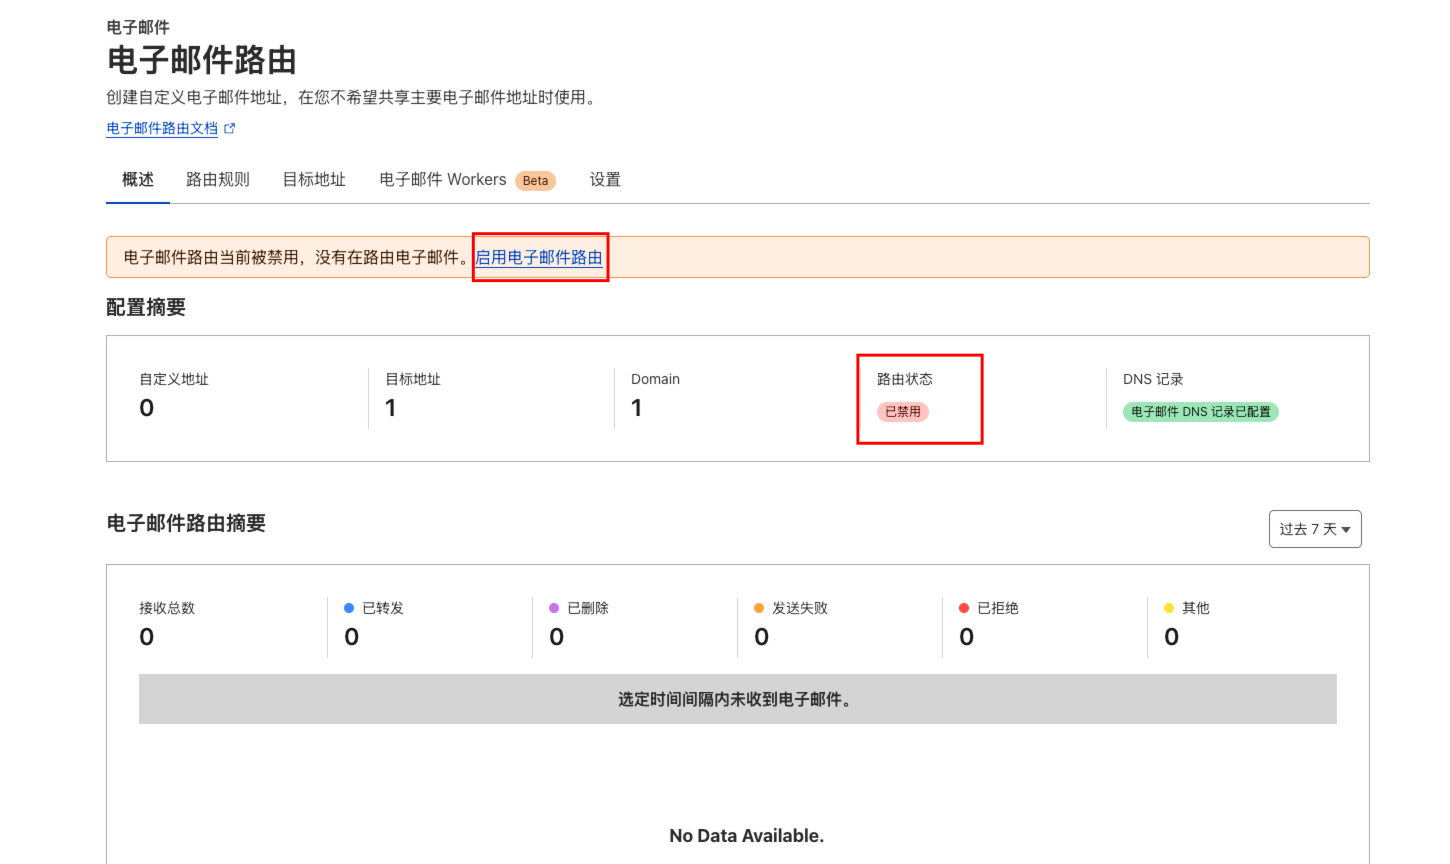 电子邮件
电子邮件路由
创建自定义电子邮件地址，在您不希望共享主要电子邮件地址时使用。
电子邮件路由文档
概述 路由规则 目标地址 电子邮件 Workers Beta 设置
电子邮件路由当前被禁用，没有在路由电子邮件。启用电子邮件路由
配置摘要
自定义地址 目标地址 Domain 路由状态 DNS 记录
0 1 1 已禁用 电子邮件 DNS 记录已配置
电子邮件路由摘要
过去 7 天
接收总数 已转发 已删除 发送失败 已拒绝 其他
0 0 0 0 0 0
选定时间间隔内未收到电子邮件。
No Data Available.